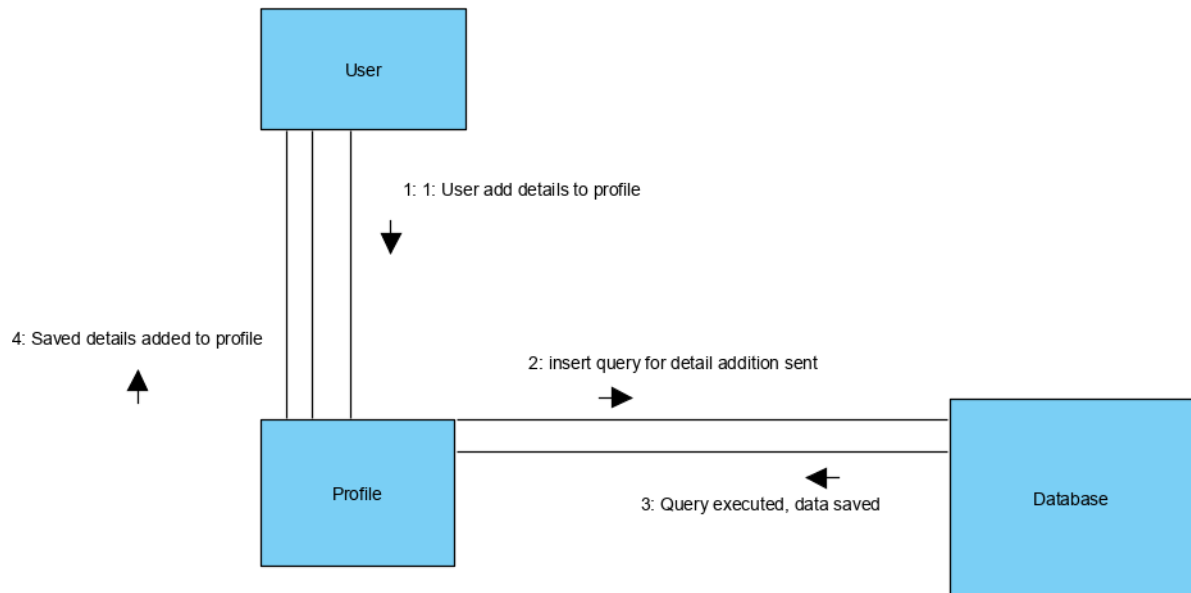 User
1: 1: User add details to profile
4: Saved details added to profile
2: insert query for detail addition sent
Profile
3: Query executed, data saved
Database